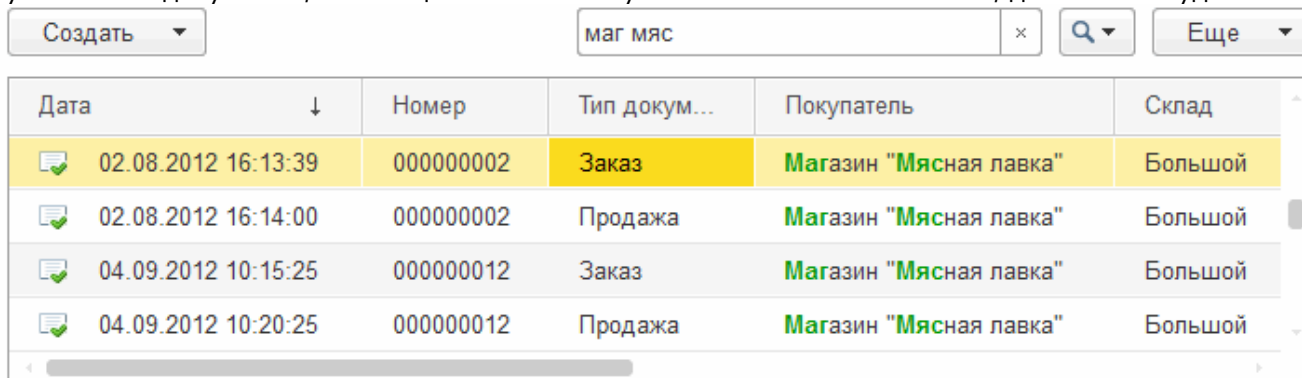 Создать маг мяс × Еще
Дата ↓ Номер Тип докум... Покупатель Склад
02.08.2012 16:13:39 000000002 Заказ Магазин "Мясная лавка" Большой
02.08.2012 16:14:00 000000002 Продажа Магазин "Мясная лавка" Большой
04.09.2012 10:15:25 000000012 Заказ Магазин "Мясная лавка" Большой
04.09.2012 10:20:25 000000012 Продажа Магазин "Мясная лавка" Большой